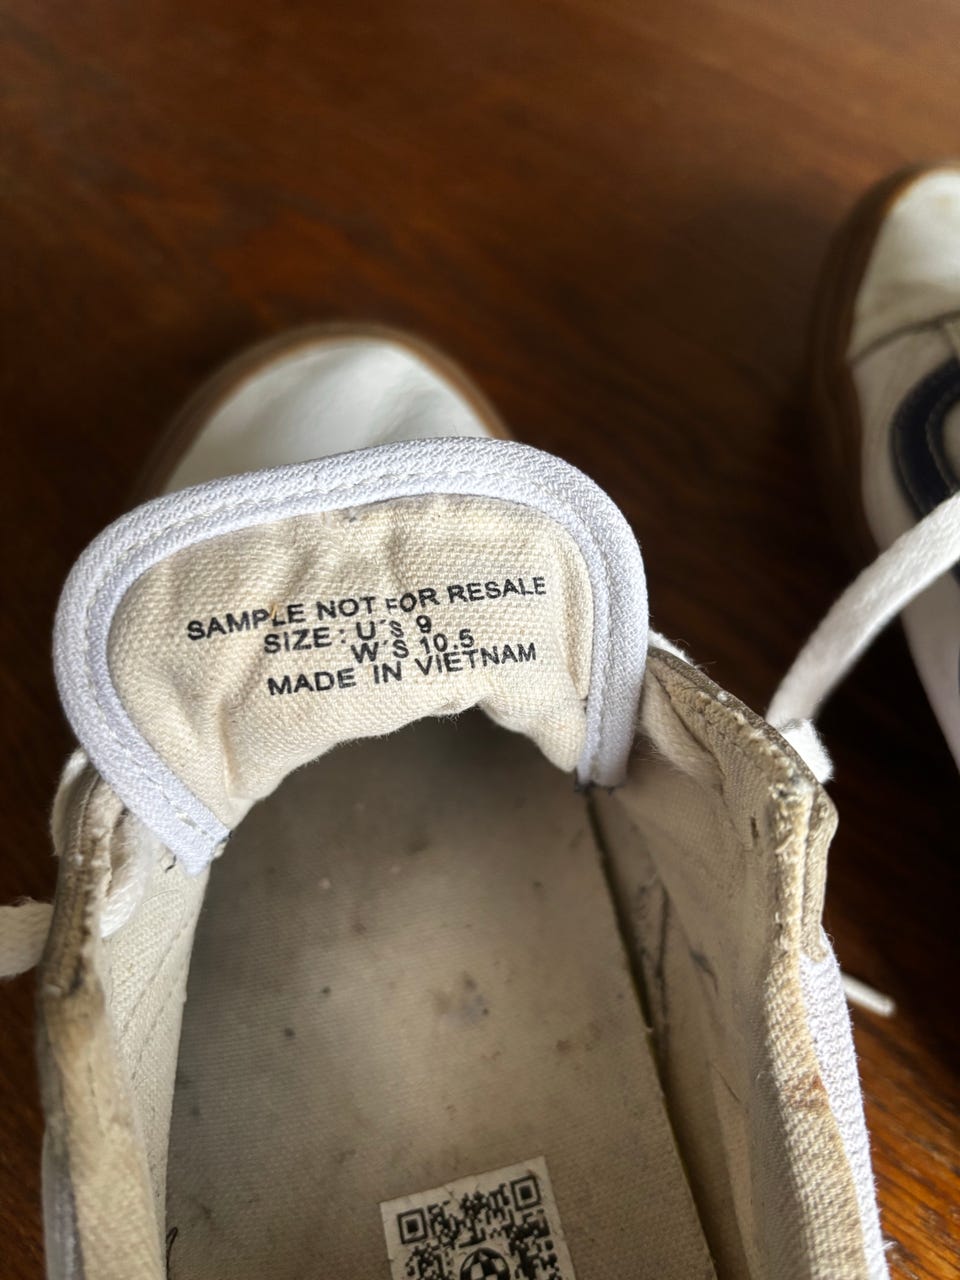 SAMPLE NOT FOR RESALE
SIZE : U'S 9
W'S 10.5
MADE IN VIETNAM